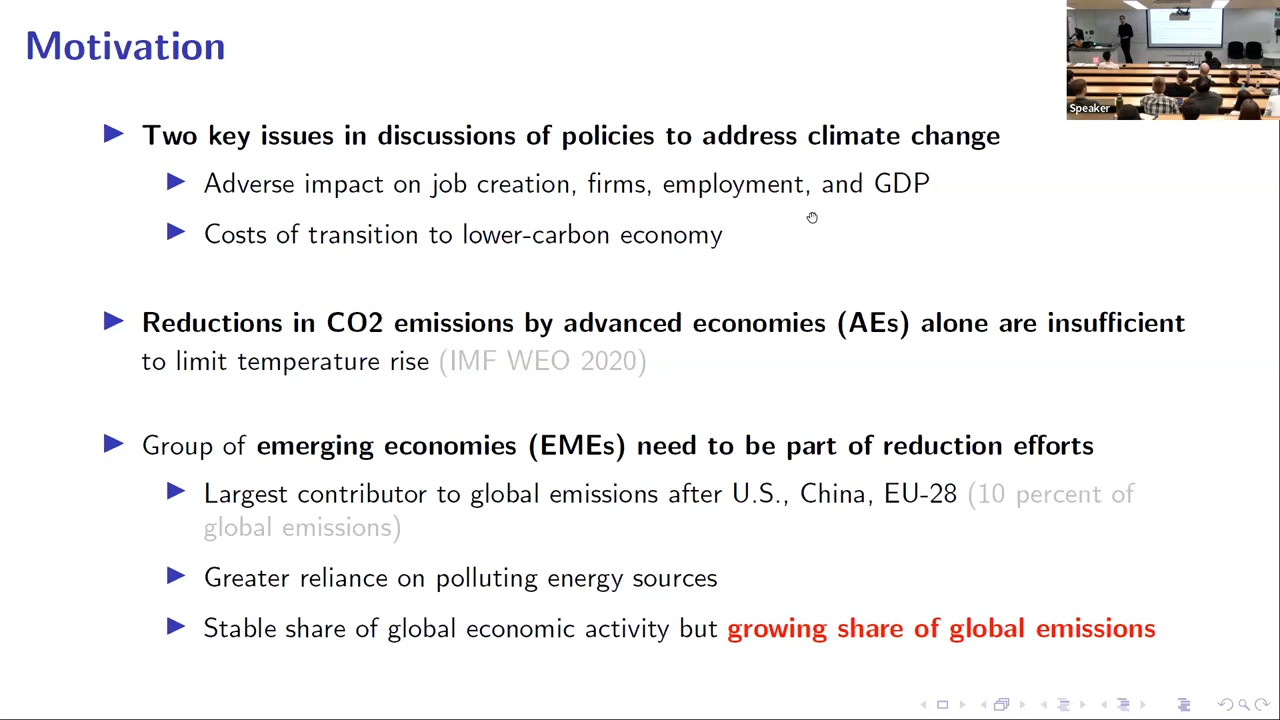 Motivation
Speaker
Two key issues in discussions of policies to address climate change
Adverse impact on job creation, firms, employment, and GDP
Costs of transition to lower-carbon economy
Reductions in CO2 emissions by advanced economies (AEs) alone are insufficient
to limit temperature rise (IMF WEO 2020)
Group of emerging economies (EMEs) need to be part of reduction efforts
Largest contributor to global emissions after U.S., China, EU-28 (10 percent of
global emissions)
Greater reliance on polluting energy sources
Stable share of global economic activity but growing share of global emissions